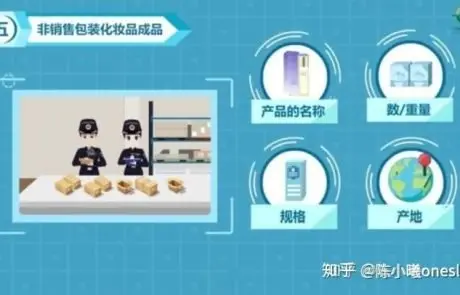 五
非销售包装化妆品成品
产品的名称
数/重量
规格
产地
知乎 @陈小曦onesl